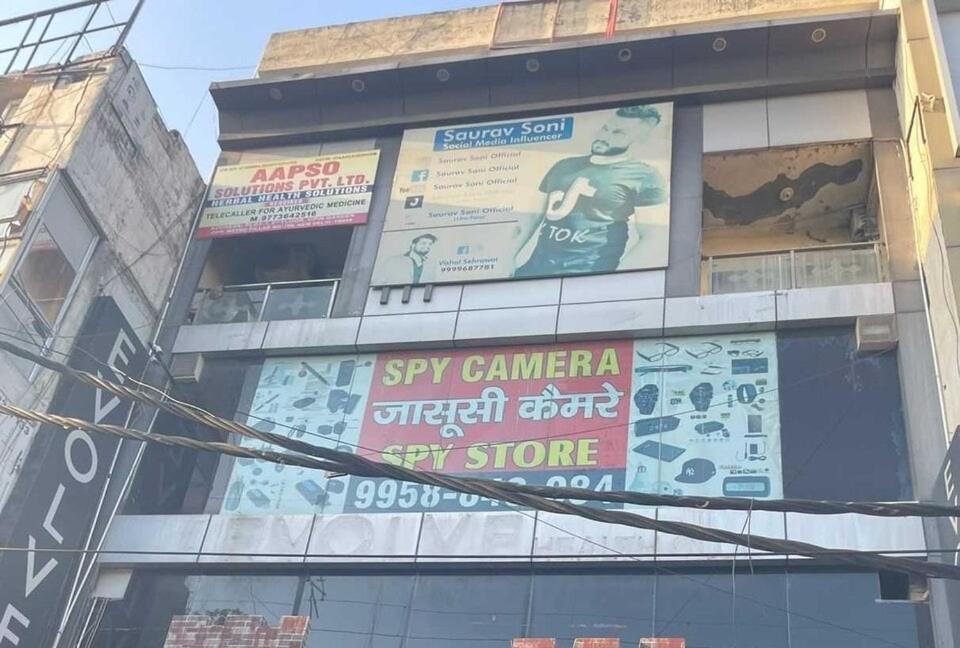 AAPSO
SOLUTIONS PVT. LTD.
HERBAL HEALTH SOLUTIONS
TELECALLER FOR AYURVEDIC MEDICINE
M.9773642516
Saurav Soni
Social Media Influencer
Saurav Soni Official
Saurav Soni Official
Saurav Soni Official
Saurav Soni Official
TOK
Vishal Sehrawat
9999687781
SPY CAMERA
जासूसी कैमरे
SPY STORE
EVOLVE
EVOLVE